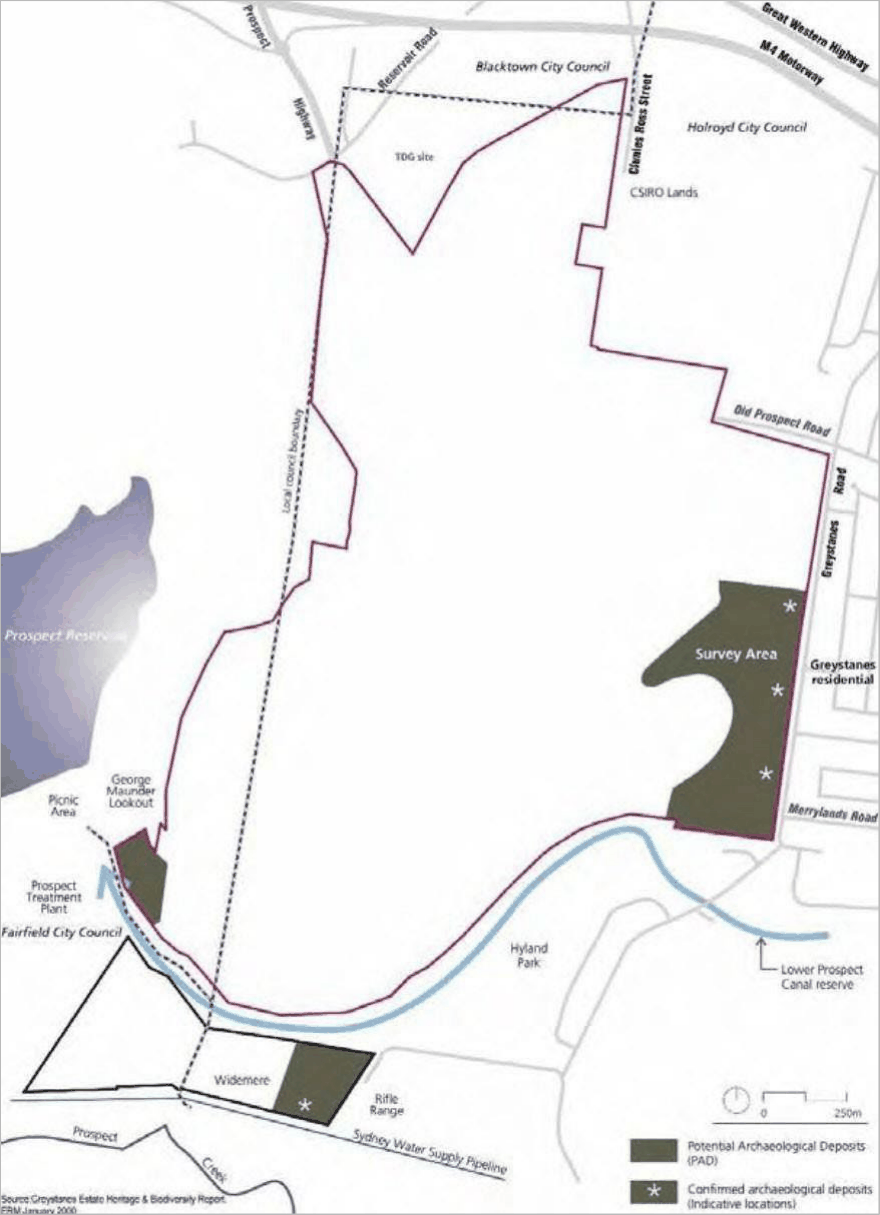 Great Western Highway
M4 Motorway
Prospect
Highway
Reservoir Road
Blacktown City Council
Clunies Ross Street
Holroyd City Council
TDG site
CSIRO Lands
Old Prospect Road
Local council boundary
Greystanes
Road
Prospect Reservoir
Survey Area
Greystanes
residential
George
Maunder
Lookout
Picnic
Area
Merrylands Road
Prospect
Treatment
Plant
Fairfield City Council
Hyland
Park
Lower Prospect
Canal reserve
Widemere
Rifle
Range
0
250m
Prospect
Creek
Sydney Water Supply Pipeline
Potential Archaeological Deposits
(PAD)
Confirmed archaeological deposits
(Indicative locations)
Source:Greystanes Estate Heritage & Biodiversity Report,
ERM January 2000